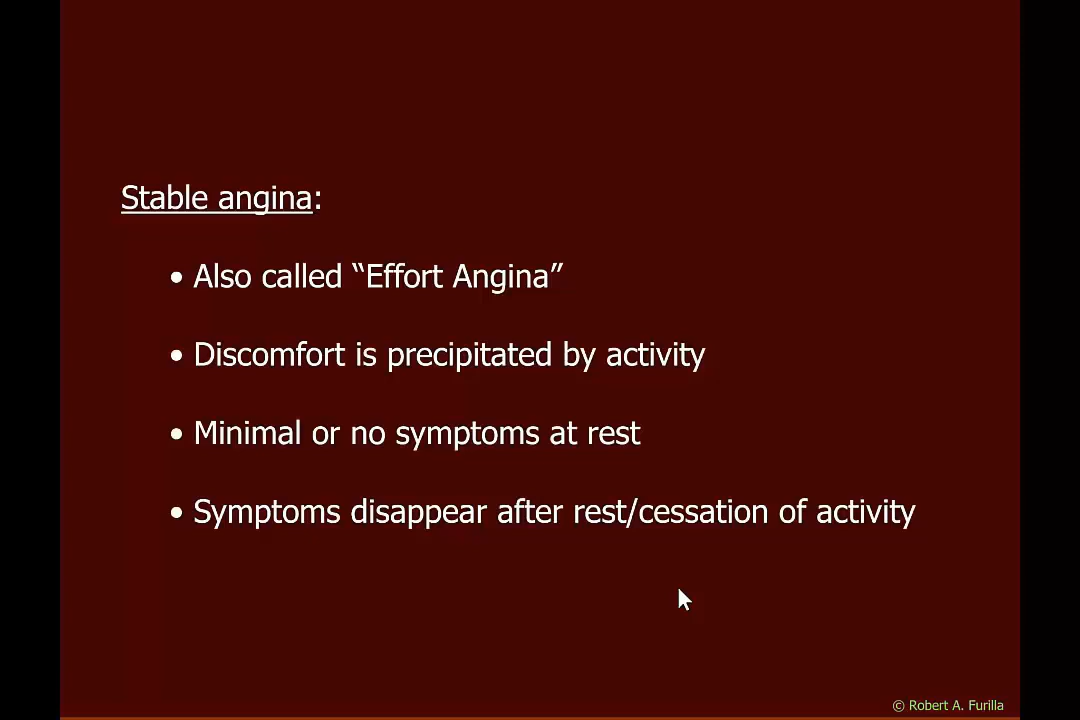 Stable angina:
• Also called “Effort Angina”
• Discomfort is precipitated by activity
• Minimal or no symptoms at rest
• Symptoms disappear after rest/cessation of activity
© Robert A. Furilla